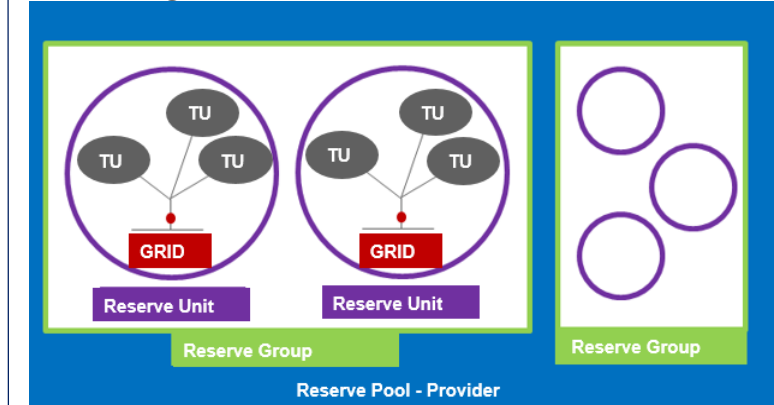 TU
TU
TU
GRID
Reserve Unit
TU
TU
TU
GRID
Reserve Unit
Reserve Group
Reserve Group
Reserve Pool - Provider